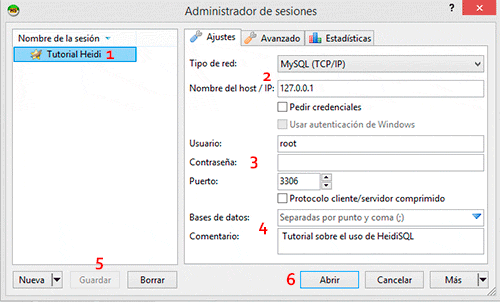 Administrador de sesiones
?
Nombre de la sesión
Tutorial Heidi 1
Ajustes Avanzado Estadísticas
Tipo de red: MySQL (TCP/IP)
2
Nombre del host / IP: 127.0.0.1
Pedir credenciales
Usar autenticación de Windows
Usuario: root
Contraseña:
3
Puerto: 3306
Protocolo cliente/servidor comprimido
Bases de datos: Separadas por punto y coma (;)
4
Comentario: Tutorial sobre el uso de HeidiSQL
5
Nueva Guardar Borrar 6 Abrir Cancelar Más